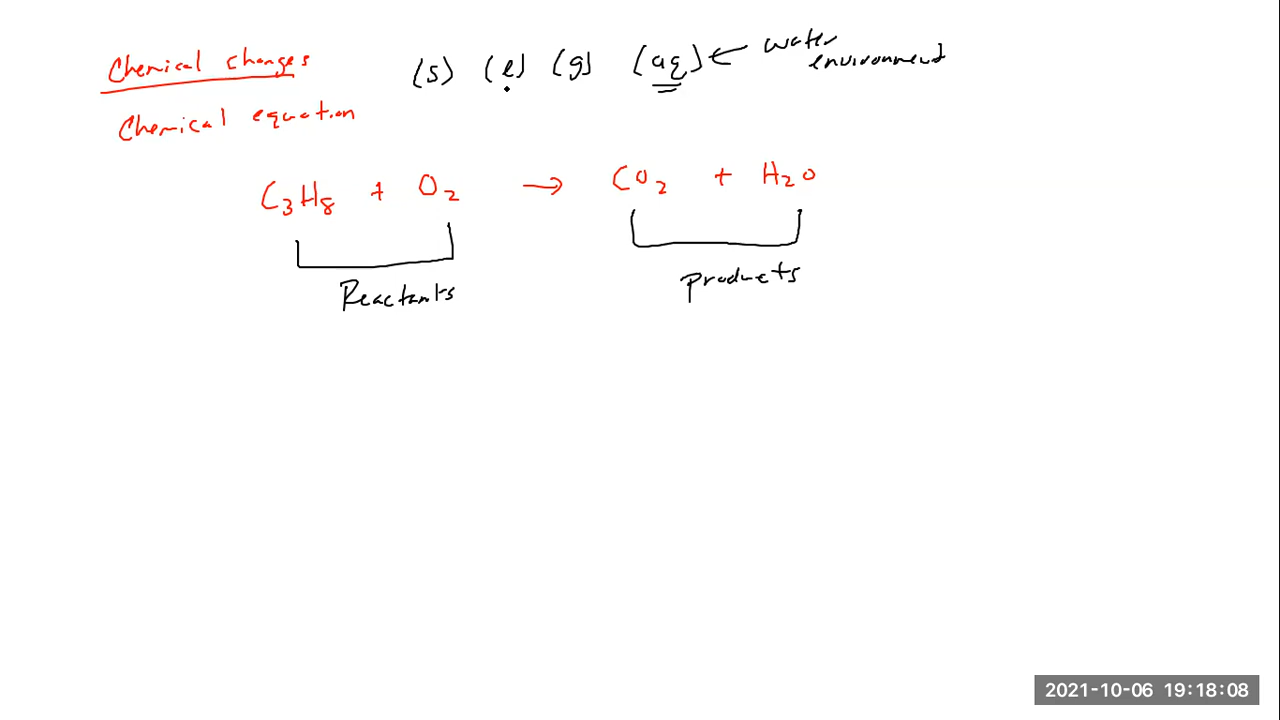 Chemical changes
(s) (l) (g) (aq) ← water environment
Chemical equation
C₃H₈ + O₂ → CO₂ + H₂O
Reactants
Products
2021-10-06 19:18:08